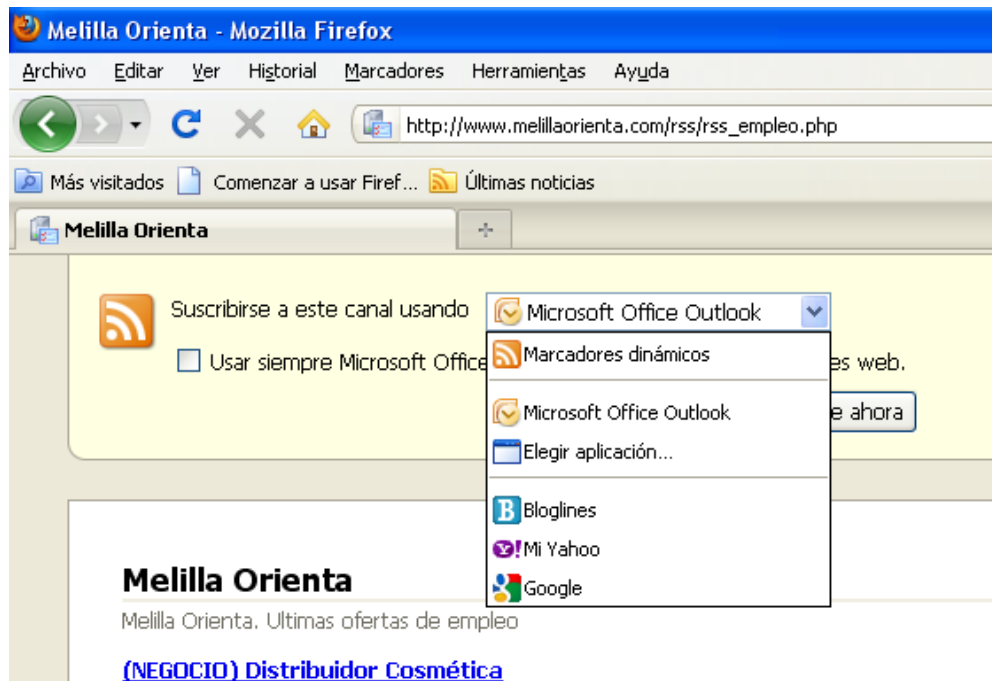 Melilla Orienta - Mozilla Firefox
Archivo Editar Ver Historial Marcadores Herramientas Ayuda
http://www.melillaorienta.com/rss/rss_empleo.php
Más visitados Comenzar a usar Firef... Últimas noticias
Melilla Orienta
Suscribirse a este canal usando Microsoft Office Outlook
Marcadores dinámicos
Usar siempre Microsoft Office es web.
Microsoft Office Outlook
e ahora
Elegir aplicación...
Bloglines
Mi Yahoo
Google
Melilla Orienta
Melilla Orienta. Ultimas ofertas de empleo
(NEGOCIO) Distribuidor Cosmética